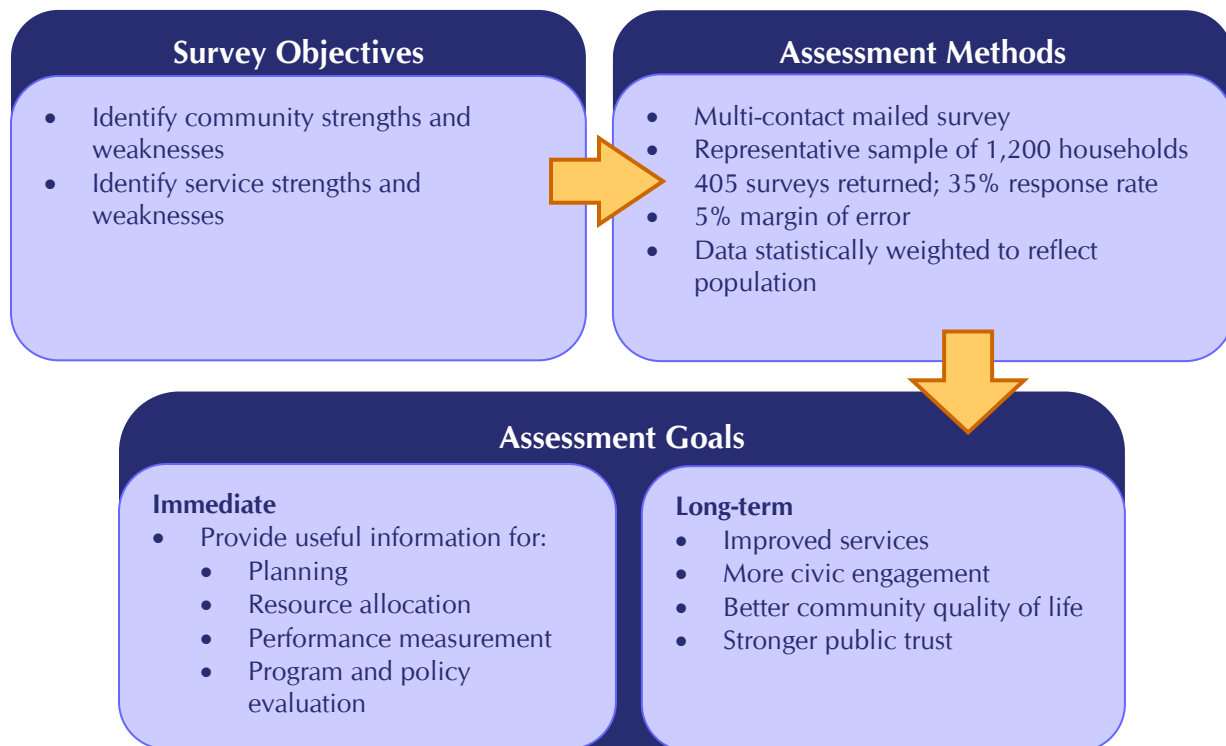 Survey Objectives
• Identify community strengths and
weaknesses
• Identify service strengths and
weaknesses
Assessment Methods
• Multi-contact mailed survey
• Representative sample of 1,200 households
405 surveys returned; 35% response rate
• 5% margin of error
• Data statistically weighted to reflect
population
Assessment Goals
Immediate
• Provide useful information for:
• Planning
• Resource allocation
• Performance measurement
• Program and policy
evaluation
Long-term
• Improved services
• More civic engagement
• Better community quality of life
• Stronger public trust